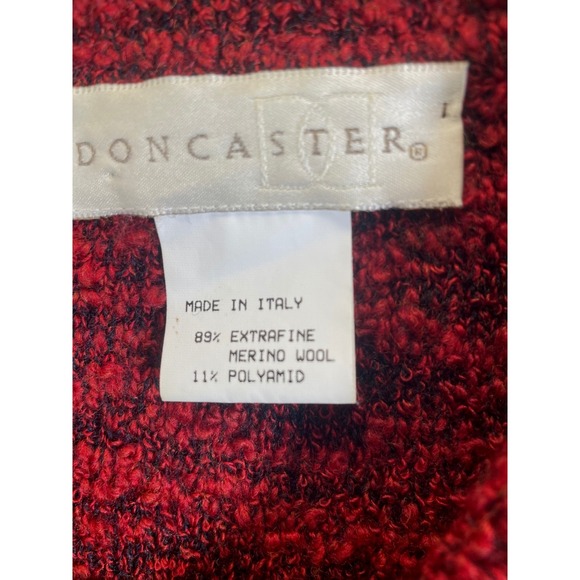 DONCASTER®
MADE IN ITALY
89% EXTRAFINE
MERINO WOOL
11% POLYAMID